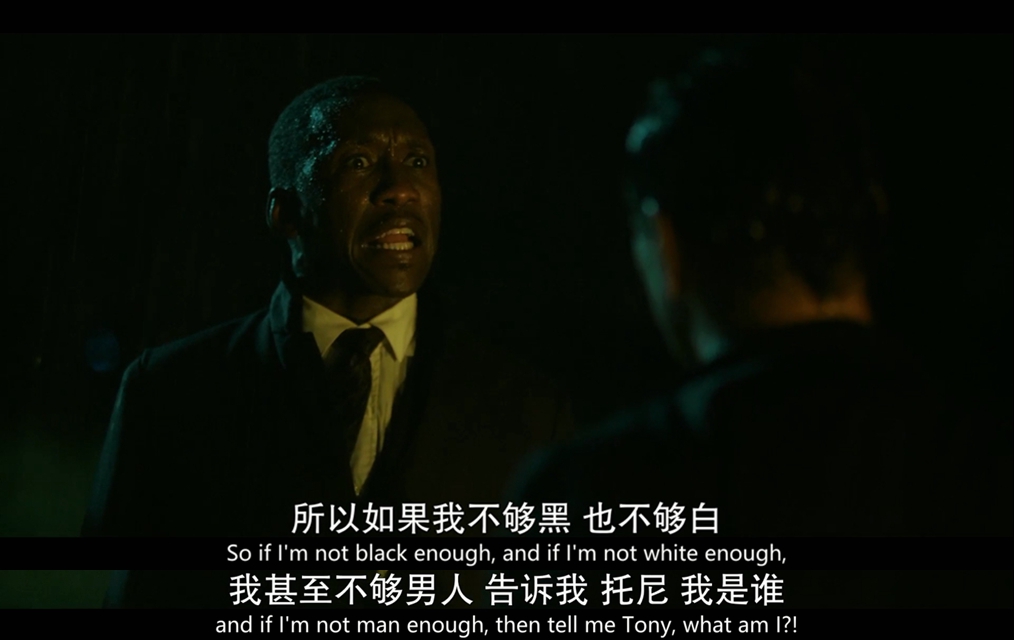 所以如果我不够黑 也不够白
So if I'm not black enough, and if I'm not white enough,
我甚至不够男人 告诉我 托尼 我是谁
and if I'm not man enough, then tell me Tony, what am I?!